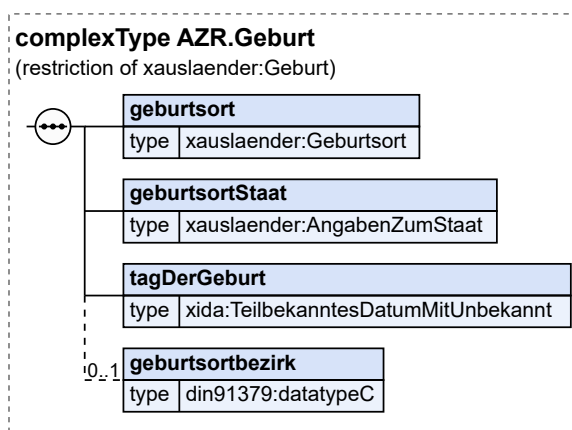 complexType AZR.Geburt
(restriction of xauslaender:Geburt)
geburtsort
type xauslaender:Geburtsort
geburtsortStaat
type xauslaender:AngabenZumStaat
tagDerGeburt
type xida:TeilbekanntesDatumMitUnbekannt
0..1
geburtsortbezirk
type din91379:datatypeC